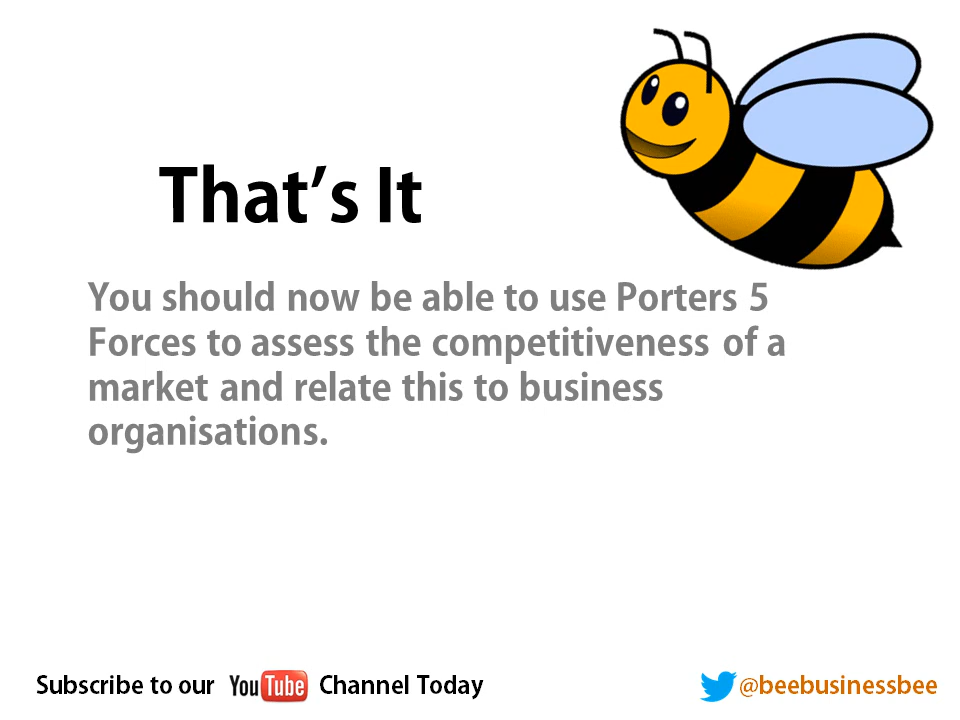 That’s It
You should now be able to use Porters 5
Forces to assess the competitiveness of a
market and relate this to business
organisations.
Subscribe to our YouTube Channel Today
@beebusinessbee